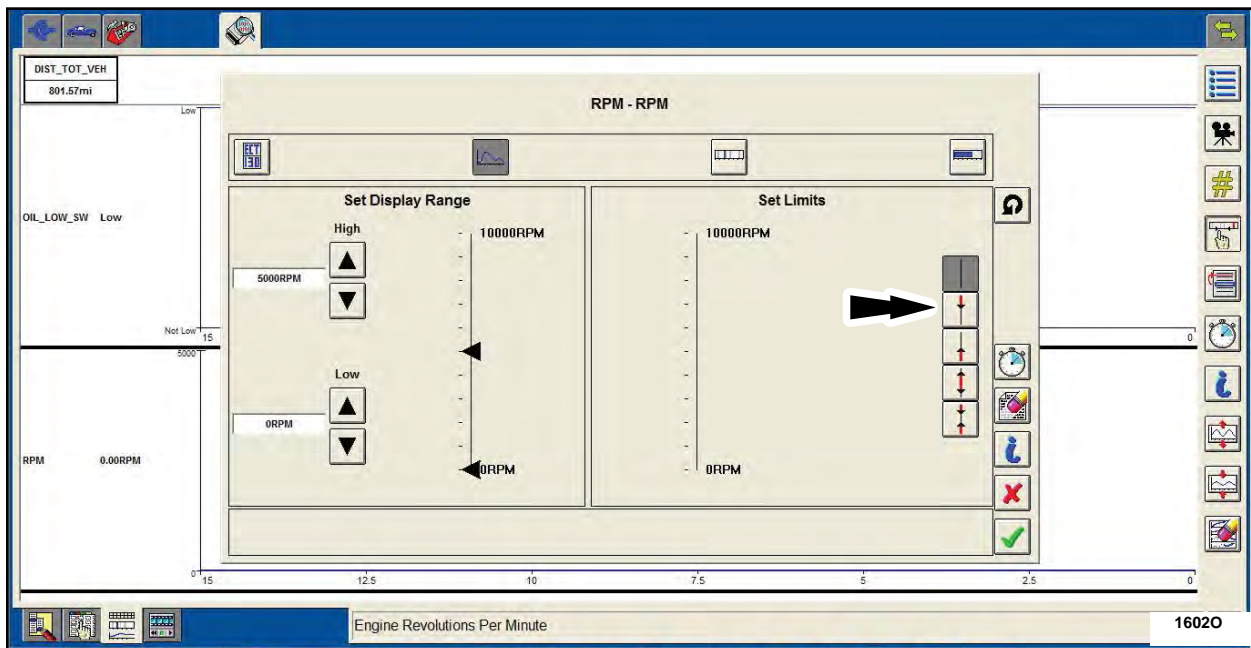 DIST_TOT_VEH
801.57mi
RPM - RPM
Low
ECT
130
Set Display Range
Set Limits
High
10000RPM
10000RPM
OIL_LOW_SW Low
5000RPM
Not Low
15
0
5000
Low
0RPM
RPM 0.00RPM
0RPM
0RPM
0
15
12.5
10
7.5
5
2.5
0
Engine Revolutions Per Minute
1602O